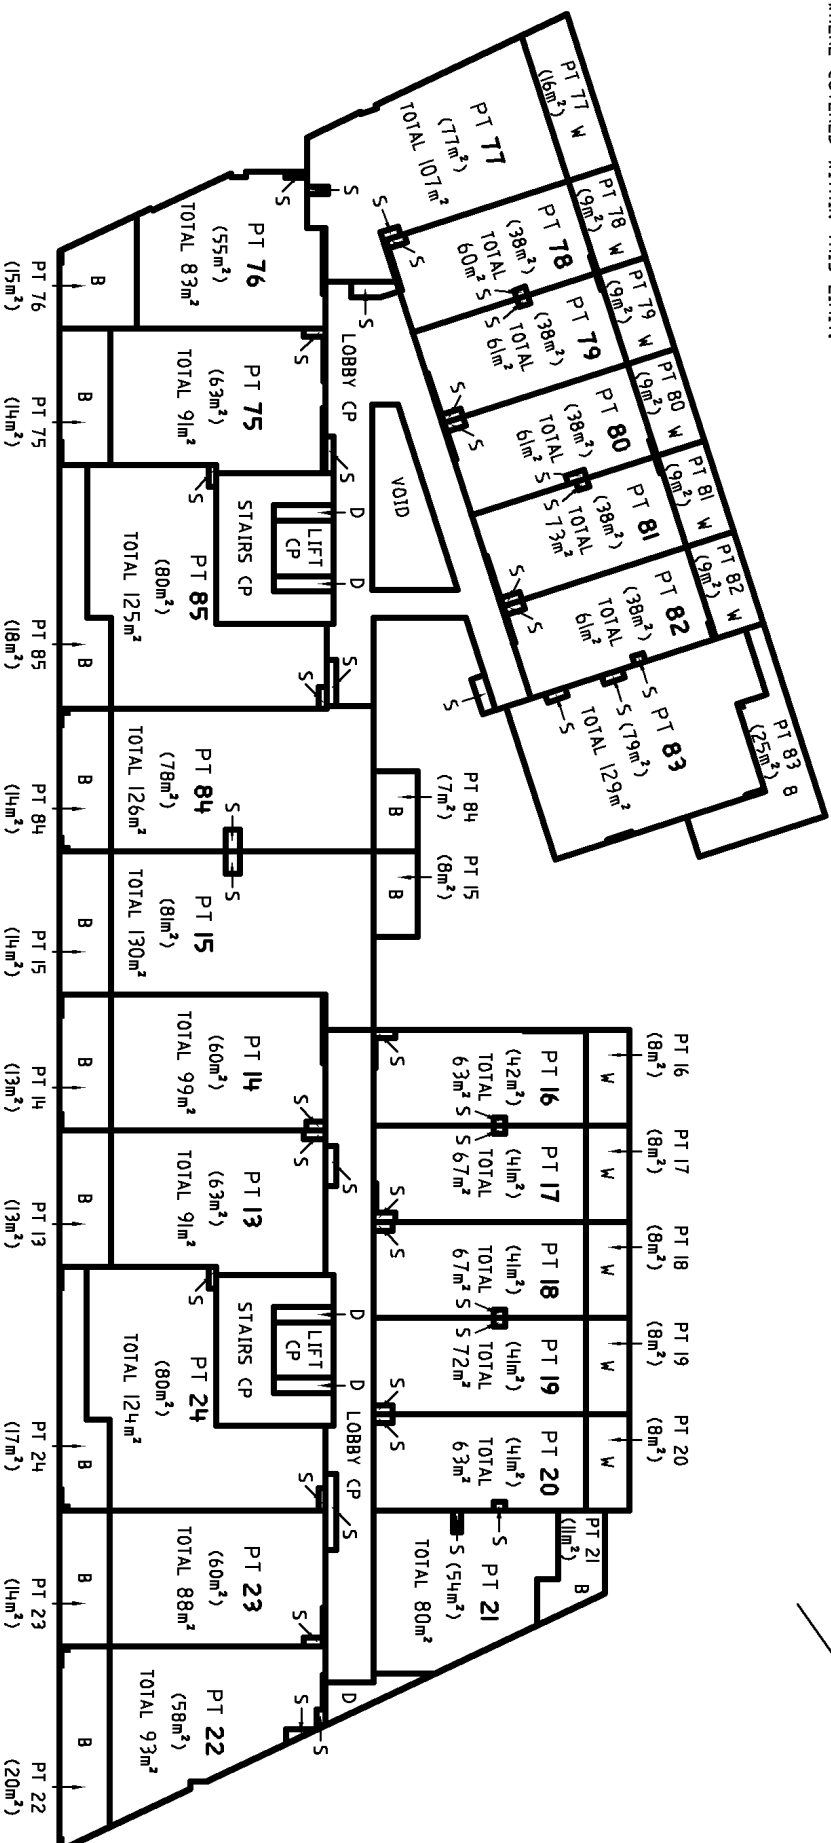 PT 77
(16m²)
W
PT 78
(9m²)
W
PT 79
(9m²)
W
PT 80
(9m²)
W
PT 81
(9m²)
W
PT 82
(9m²)
W
PT 83
(25m²)
B
PT 77
(77m²)
TOTAL 107m²
PT 78
(38m²)
TOTAL
60m²
S
PT 79
(38m²)
TOTAL
S 61m²
PT 80
(38m²)
TOTAL
61m²
S
PT 81
(38m²)
TOTAL
S 73m²
PT 82
(38m²)
TOTAL
61m²
PT 83
S
S (79m²)
TOTAL 129m²
S
S
S
S
S
S
S
S
S
S
PT 84
(7m²)
B
PT 15
(8m²)
B
PT 16
(8m²)
W
PT 17
(8m²)
W
PT 18
(8m²)
W
PT 19
(8m²)
W
PT 20
(8m²)
W
PT 21
(11m²)
B
PT 16
(42m²)
TOTAL
63m²
S
PT 17
(41m²)
TOTAL
S 67m²
PT 18
(41m²)
TOTAL
67m²
S
PT 19
(41m²)
TOTAL
S 72m²
PT 20
(41m²)
TOTAL
63m²
PT 21
S
S (54m²)
TOTAL 80m²
S
S
S
S
S
S
LOBBY CP
VOID
S
S
LOBBY CP
S
S
D
D
LIFT
CP
D
STAIRS CP
D
LIFT
CP
D
STAIRS CP
PT 76
(55m²)
TOTAL 83m²
S
PT 75
(63m²)
TOTAL 91m²
S
PT 85
(80m²)
TOTAL 125m²
S
S
PT 84
(78m²)
TOTAL 126m²
S
PT 15
(81m²)
TOTAL 130m²
S
PT 14
(60m²)
TOTAL 99m²
S
PT 13
(63m²)
TOTAL 91m²
S
PT 24
(80m²)
TOTAL 124m²
S
S
PT 23
(60m²)
TOTAL 88m²
S
PT 22
(58m²)
TOTAL 93m²
S
S
B
PT 76
(15m²)
B
PT 75
(14m²)
B
PT 85
(18m²)
B
PT 84
(14m²)
B
PT 15
(14m²)
B
PT 14
(13m²)
B
PT 13
(13m²)
B
PT 24
(17m²)
B
PT 23
(14m²)
B
PT 22
(20m²)